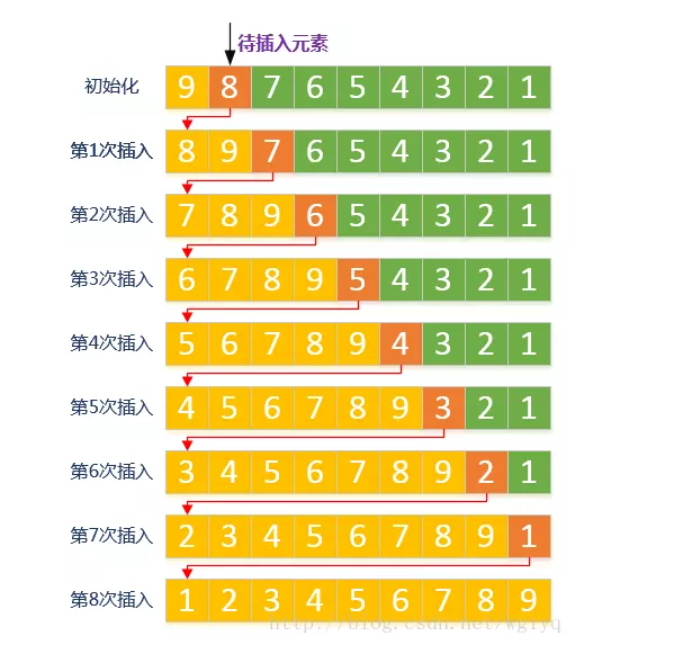 待插入元素
初始化 9 8 7 6 5 4 3 2 1
第1次插入 8 9 7 6 5 4 3 2 1
第2次插入 7 8 9 6 5 4 3 2 1
第3次插入 6 7 8 9 5 4 3 2 1
第4次插入 5 6 7 8 9 4 3 2 1
第5次插入 4 5 6 7 8 9 3 2 1
第6次插入 3 4 5 6 7 8 9 2 1
第7次插入 2 3 4 5 6 7 8 9 1
第8次插入 1 2 3 4 5 6 7 8 9
http://blog.csdn.net/wgfyq